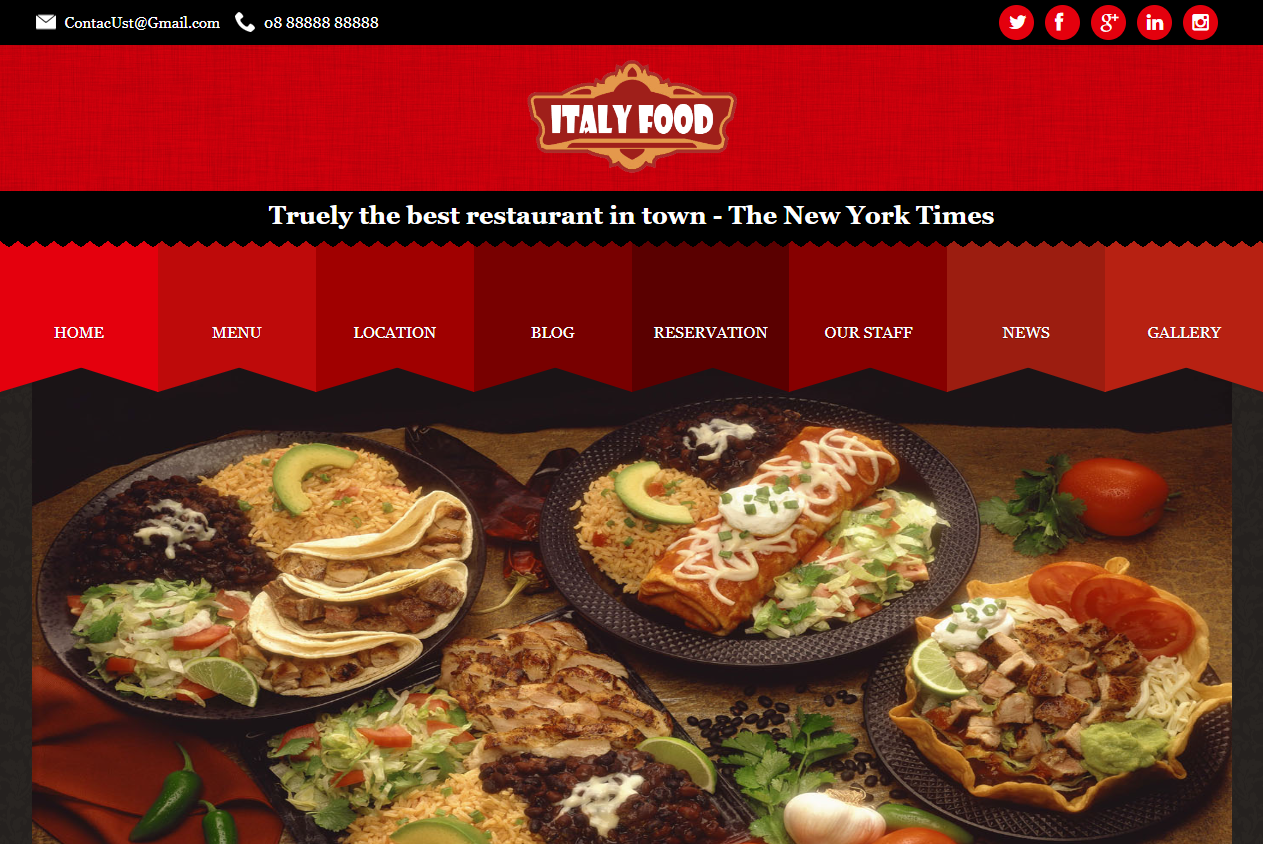 ContacUst@Gmail.com 08 88888 88888
ITALY FOOD
Truely the best restaurant in town - The New York Times
HOME MENU LOCATION BLOG RESERVATION OUR STAFF NEWS GALLERY